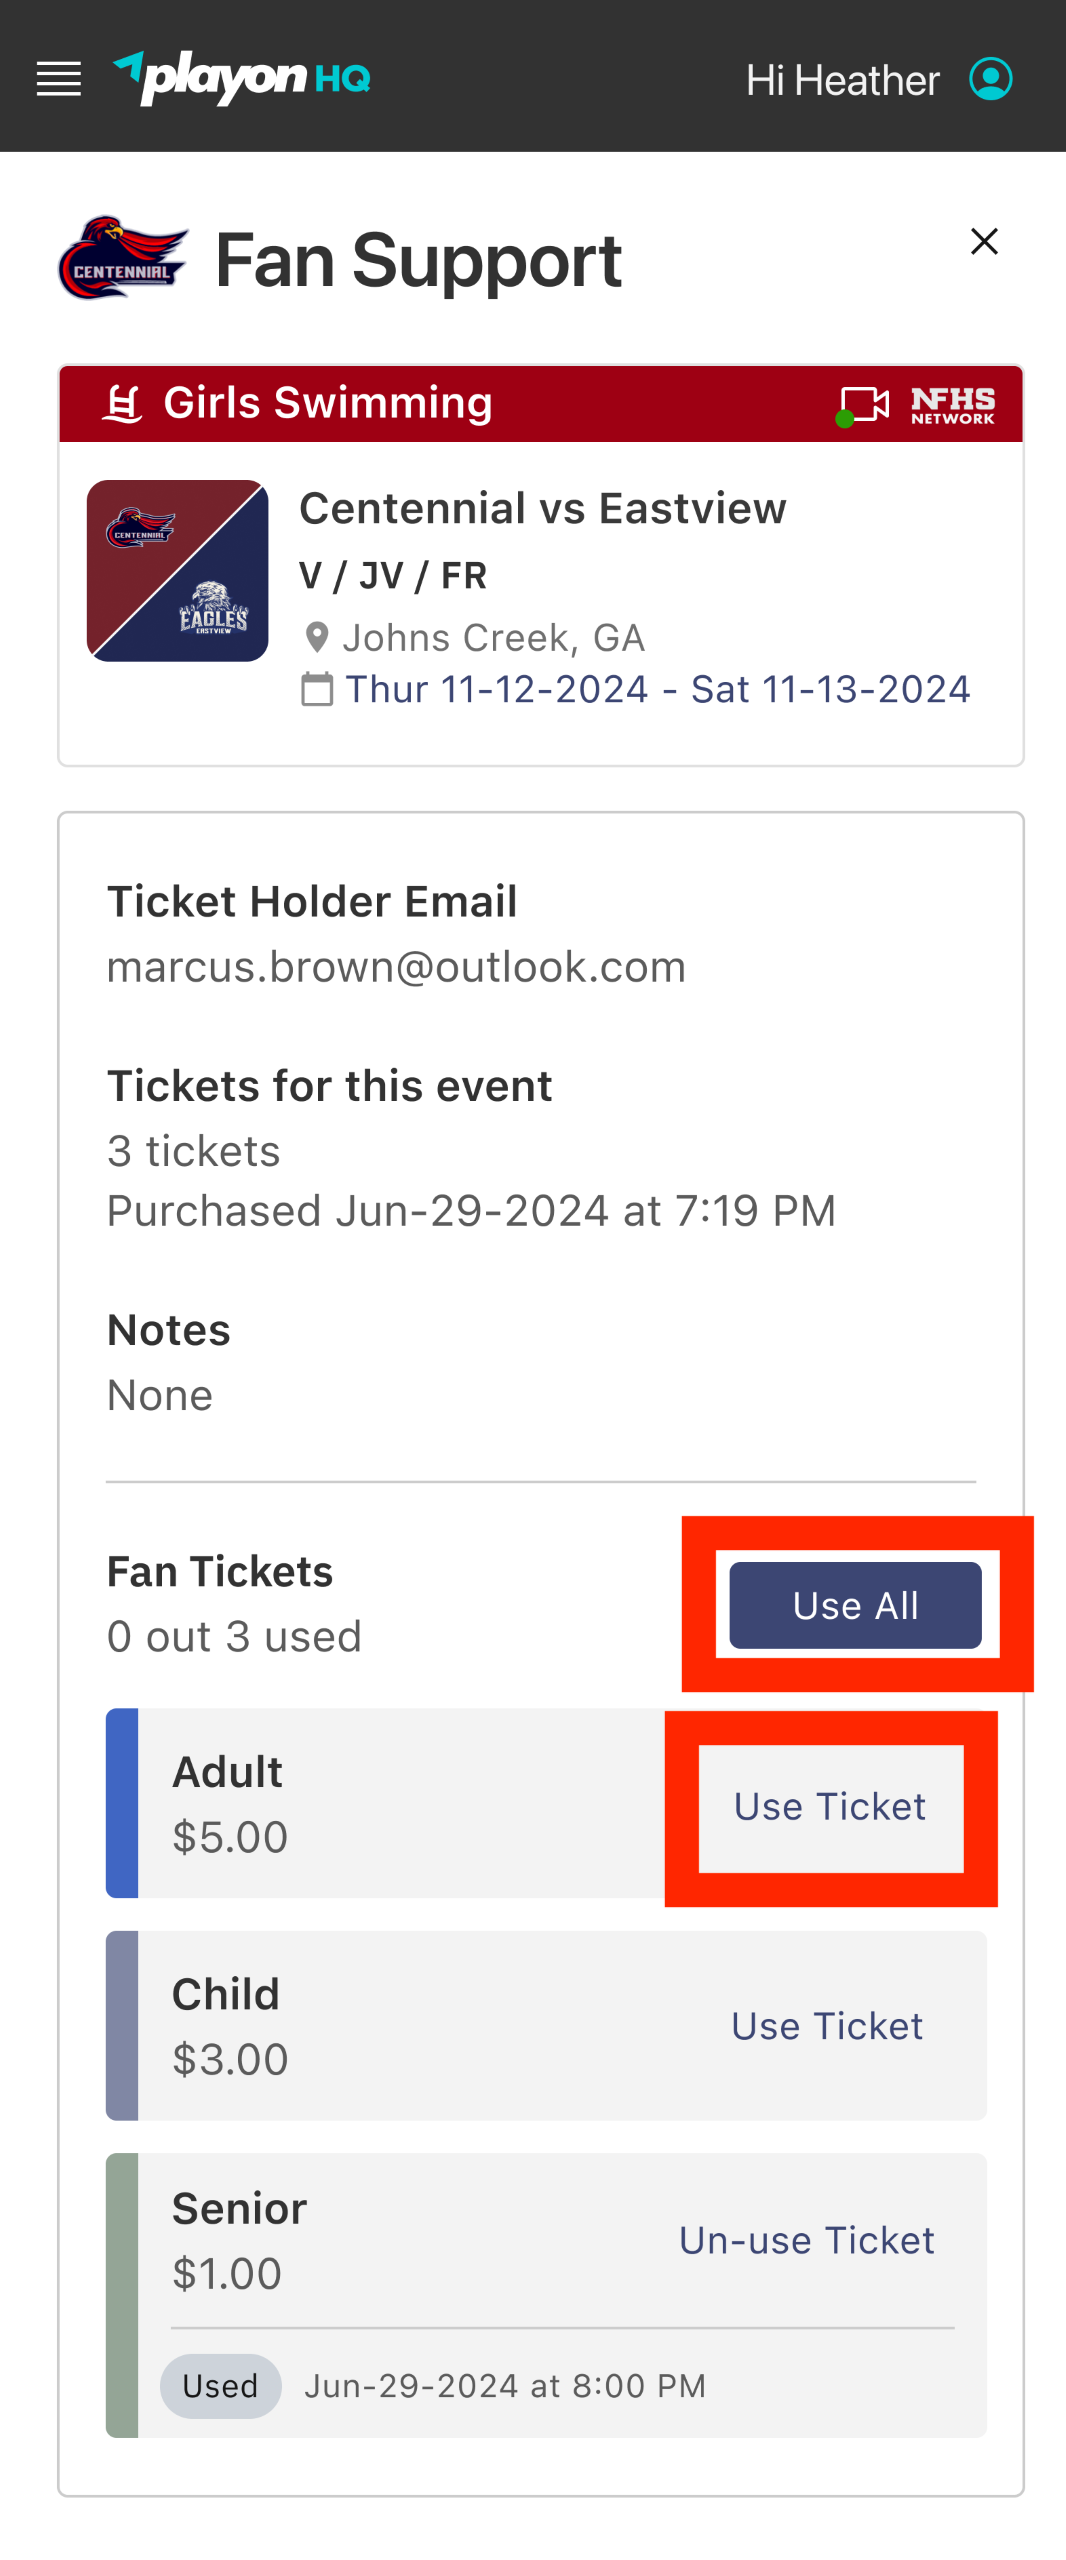 playon HQ
Hi Heather
CENTENNIAL
Fan Support
Girls Swimming
NFHS
NETWORK
CENTENNIAL
EAGLES
EASTVIEW
Centennial vs Eastview
V / JV / FR
Johns Creek, GA
Thur 11-12-2024 - Sat 11-13-2024
Ticket Holder Email
marcus.brown@outlook.com
Tickets for this event
3 tickets
Purchased Jun-29-2024 at 7:19 PM
Notes
None
Fan Tickets
0 out 3 used
Use All
Adult
$5.00
Use Ticket
Child
$3.00
Use Ticket
Senior
$1.00
Un-use Ticket
Used
Jun-29-2024 at 8:00 PM